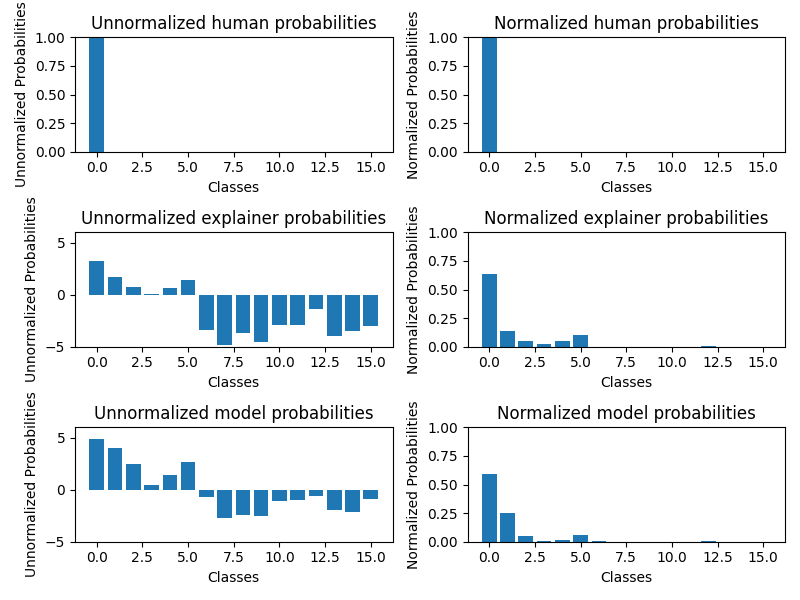 Unnormalized human probabilities
Unnormalized Probabilities
1.00
0.75
0.50
0.25
0.00
0.0 2.5 5.0 7.5 10.0 12.5 15.0
Classes
Normalized human probabilities
Normalized Probabilities
1.00
0.75
0.50
0.25
0.00
0.0 2.5 5.0 7.5 10.0 12.5 15.0
Classes
Unnormalized explainer probabilities
Unnormalized Probabilities
5
0
−5
0.0 2.5 5.0 7.5 10.0 12.5 15.0
Classes
Normalized explainer probabilities
Normalized Probabilities
1.00
0.75
0.50
0.25
0.00
0.0 2.5 5.0 7.5 10.0 12.5 15.0
Classes
Unnormalized model probabilities
Unnormalized Probabilities
5
0
−5
0.0 2.5 5.0 7.5 10.0 12.5 15.0
Classes
Normalized model probabilities
Normalized Probabilities
1.00
0.75
0.50
0.25
0.00
0.0 2.5 5.0 7.5 10.0 12.5 15.0
Classes